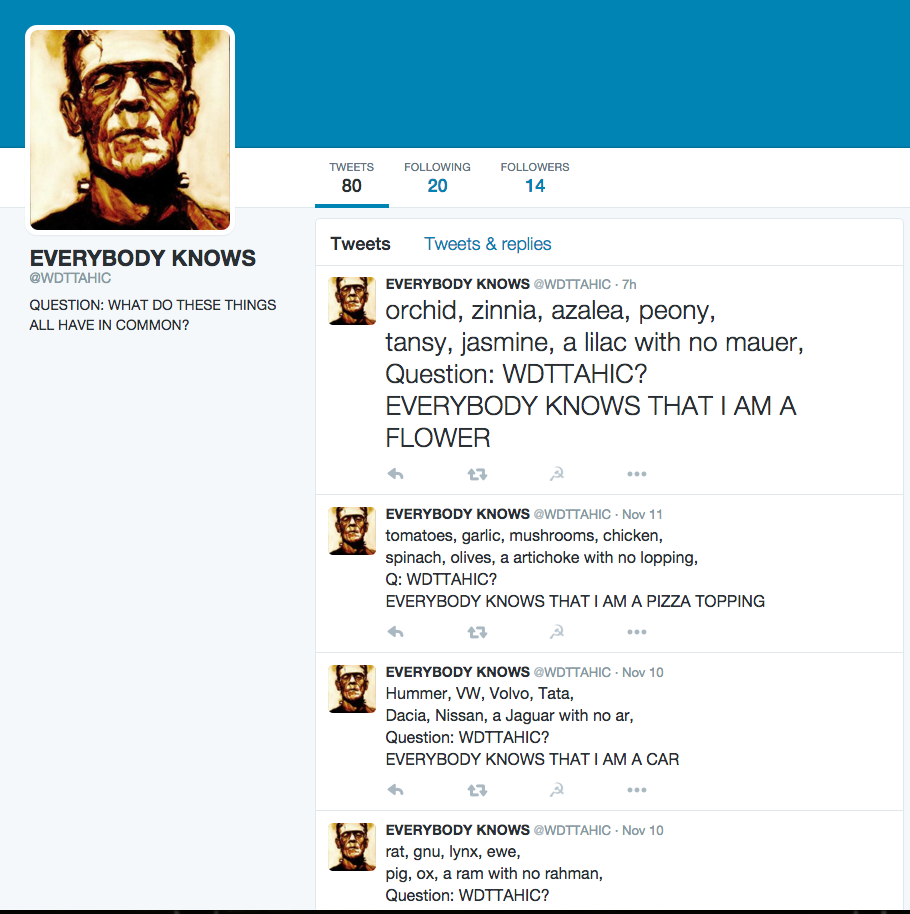 TWEETS
80
FOLLOWING
20
FOLLOWERS
14
EVERYBODY KNOWS
@WDTTAHIC
QUESTION: WHAT DO THESE THINGS
ALL HAVE IN COMMON?
Tweets Tweets & replies
EVERYBODY KNOWS @WDTTAHIC · 7h
orchid, zinnia, azalea, peony,
tansy, jasmine, a lilac with no mauer,
Question: WDTTAHIC?
EVERYBODY KNOWS THAT I AM A
FLOWER
EVERYBODY KNOWS @WDTTAHIC · Nov 11
tomatoes, garlic, mushrooms, chicken,
spinach, olives, a artichoke with no lopping,
Q: WDTTAHIC?
EVERYBODY KNOWS THAT I AM A PIZZA TOPPING
EVERYBODY KNOWS @WDTTAHIC · Nov 10
Hummer, VW, Volvo, Tata,
Dacia, Nissan, a Jaguar with no ar,
Question: WDTTAHIC?
EVERYBODY KNOWS THAT I AM A CAR
EVERYBODY KNOWS @WDTTAHIC · Nov 10
rat, gnu, lynx, ewe,
pig, ox, a ram with no rahman,
Question: WDTTAHIC?